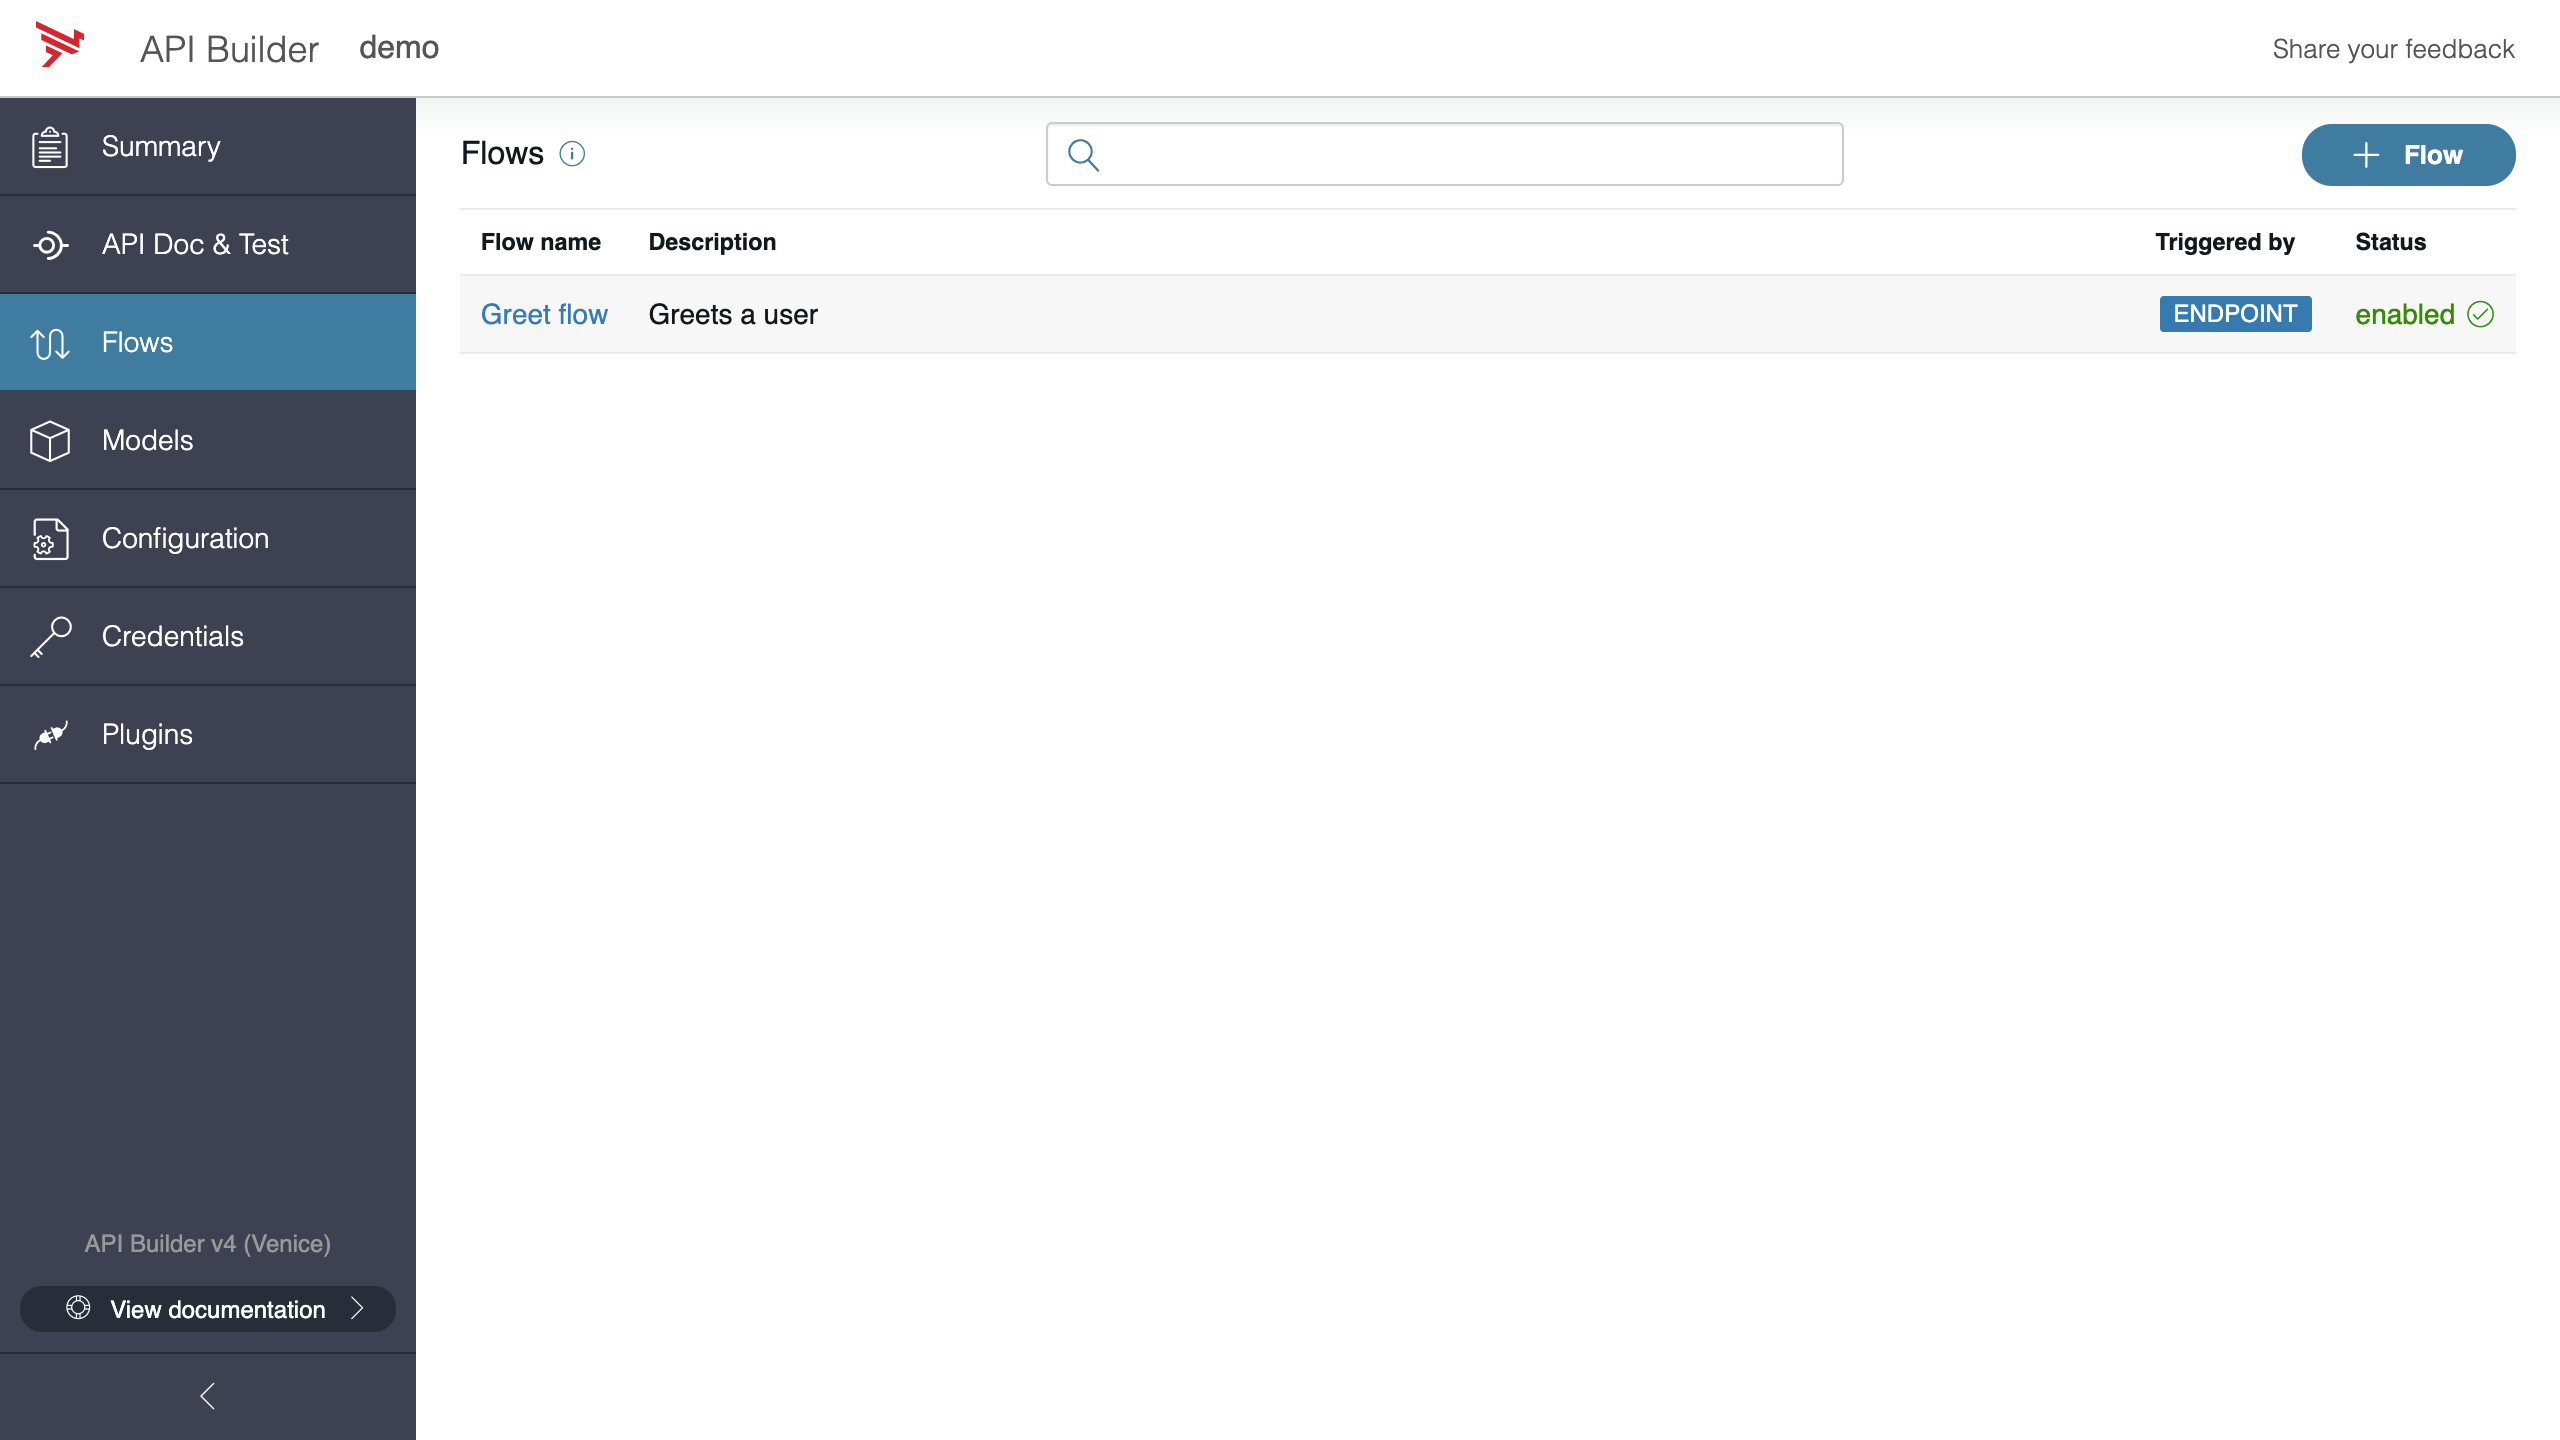 API Builder demo Share your feedback
Summary
API Doc & Test
Flows
Models
Configuration
Credentials
Plugins
API Builder v4 (Venice)
View documentation
Flows
Flow
Flow name Description Triggered by Status
Greet flow Greets a user ENDPOINT enabled